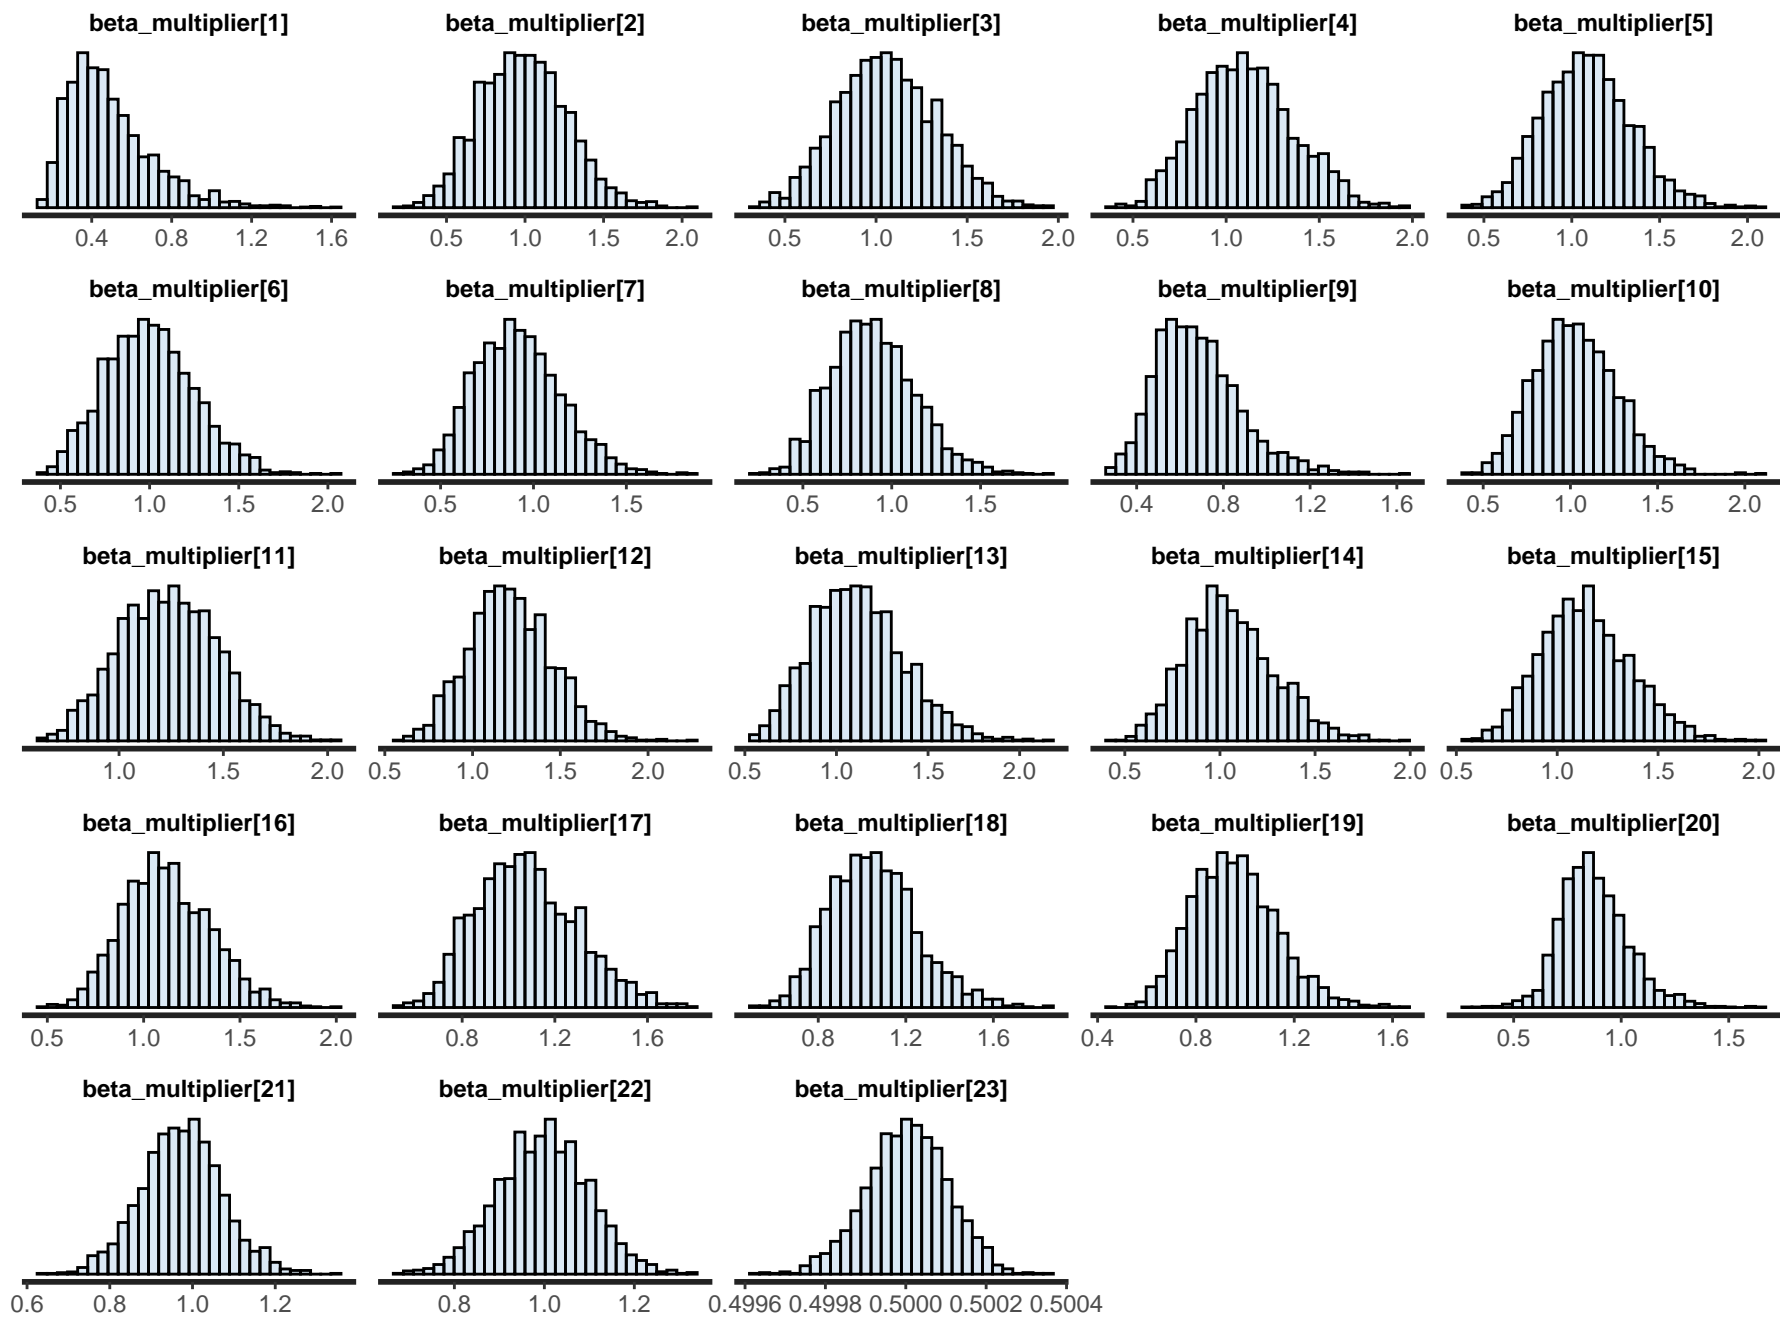 beta_multiplier[1] beta_multiplier[2] beta_multiplier[3] beta_multiplier[4] beta_multiplier[5]
0.4 0.8 1.2 1.6 0.5 1.0 1.5 2.0 0.5 1.0 1.5 2.0 0.5 1.0 1.5 2.0 0.5 1.0 1.5 2.0
beta_multiplier[6] beta_multiplier[7] beta_multiplier[8] beta_multiplier[9] beta_multiplier[10]
0.5 1.0 1.5 2.0 0.5 1.0 1.5 0.5 1.0 1.5 0.4 0.8 1.2 1.6 0.5 1.0 1.5 2.0
beta_multiplier[11] beta_multiplier[12] beta_multiplier[13] beta_multiplier[14] beta_multiplier[15]
1.0 1.5 2.0 0.5 1.0 1.5 2.0 0.5 1.0 1.5 2.0 0.5 1.0 1.5 2.0 0.5 1.0 1.5 2.0
beta_multiplier[16] beta_multiplier[17] beta_multiplier[18] beta_multiplier[19] beta_multiplier[20]
0.5 1.0 1.5 2.0 0.8 1.2 1.6 0.8 1.2 1.6 0.4 0.8 1.2 1.6 0.5 1.0 1.5
beta_multiplier[21] beta_multiplier[22] beta_multiplier[23]
0.6 0.8 1.0 1.2 0.8 1.0 1.2 0.4996 0.4998 0.5000 0.5002 0.5004